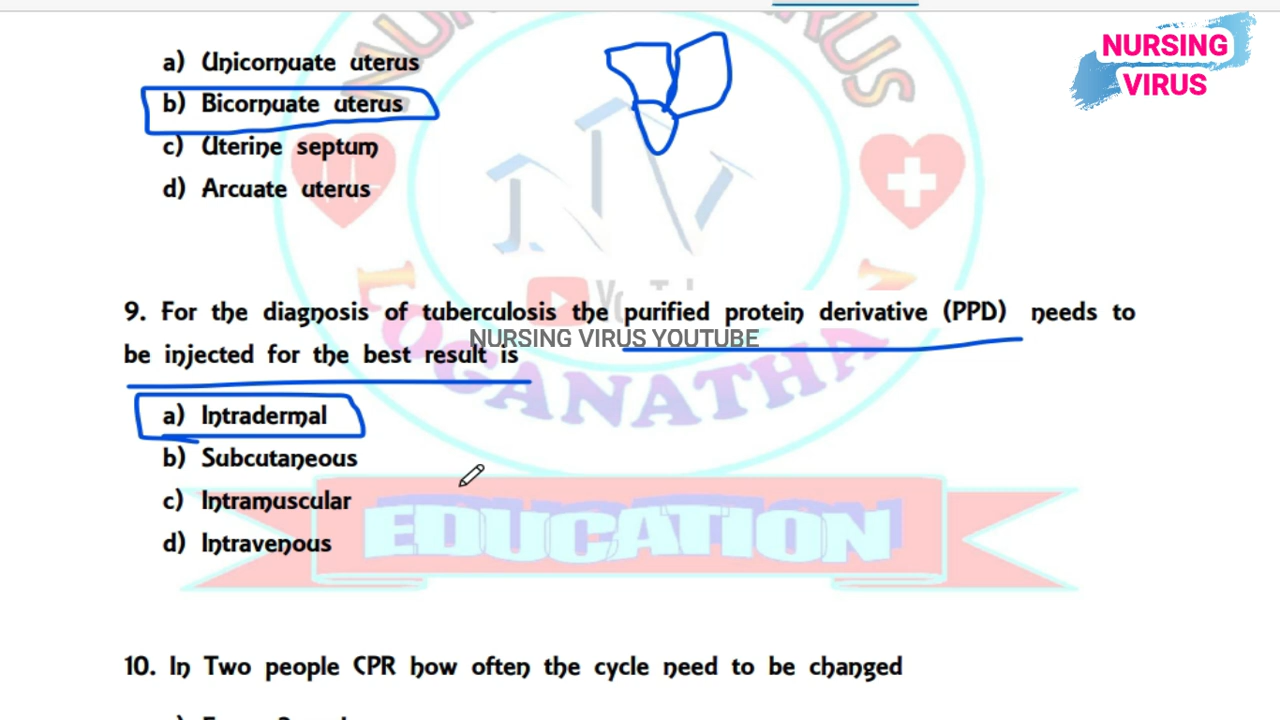 NURSING
VIRUS
a) Unicornuate uterus
b) Bicornuate uterus
c) Uterine septum
d) Arcuate uterus
9. For the diagnosis of tuberculosis the purified protein derivative (PPD) needs to
NURSING VIRUS YOUTUBE
be injected for the best result is
a) Intradermal
b) Subcutaneous
c) Intramuscular
d) Intravenous
LOGANATHAN
EDUCATION
10. In Two people CPR how often the cycle need to be changed